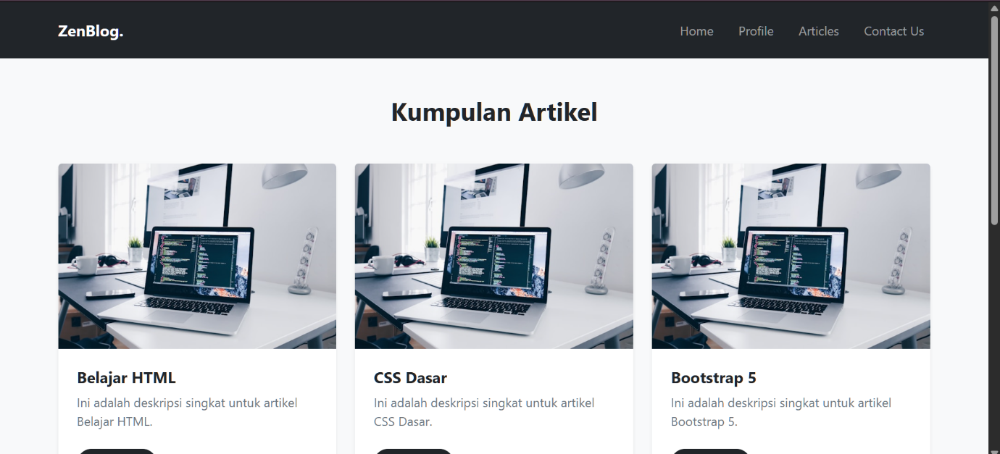 ZenBlog.
Home Profile Articles Contact Us
Kumpulan Artikel
Belajar HTML
Ini adalah deskripsi singkat untuk artikel
Belajar HTML.
CSS Dasar
Ini adalah deskripsi singkat untuk artikel
CSS Dasar.
Bootstrap 5
Ini adalah deskripsi singkat untuk artikel
Bootstrap 5.